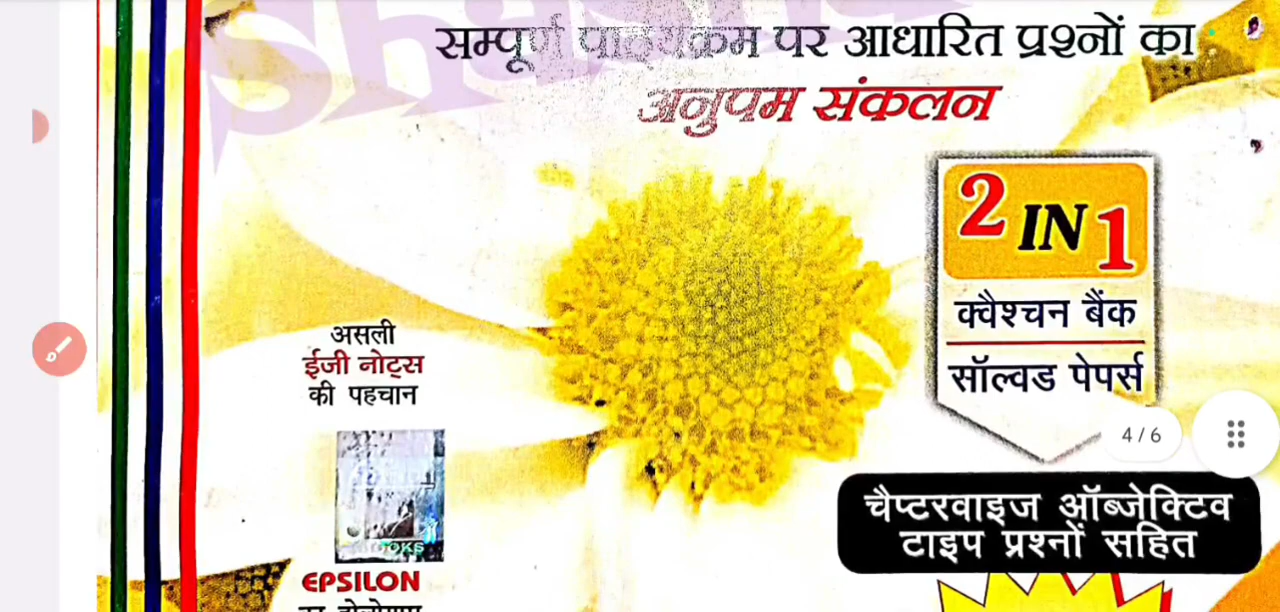 सम्पूर्ण पाठ्यक्रम पर आधारित प्रश्नों का
अनुपम संकलन
2 IN 1
क्वैश्चन बैंक
सॉल्वड पेपर्स
असली
ईजी नोट्स
की पहचान
BOOKS
EPSILON
4 / 6
चैप्टरवाइज ऑब्जेक्टिव
टाइप प्रश्नों सहित